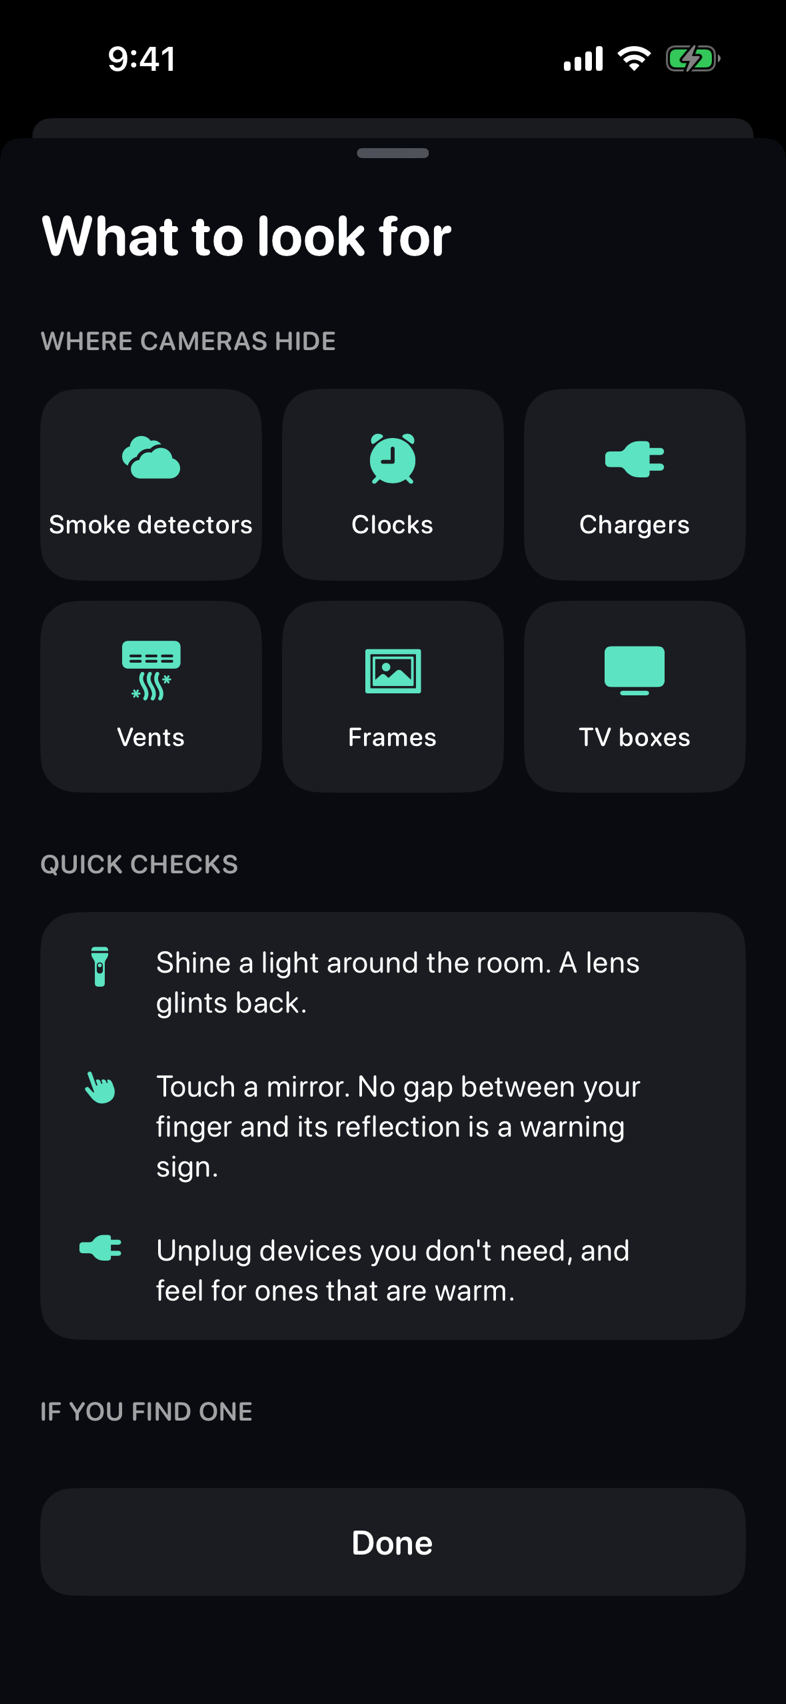 9:41
What to look for
WHERE CAMERAS HIDE
Smoke detectors
Clocks
Chargers
Vents
Frames
TV boxes
QUICK CHECKS
Shine a light around the room. A lens
glints back.
Touch a mirror. No gap between your
finger and its reflection is a warning
sign.
Unplug devices you don't need, and
feel for ones that are warm.
IF YOU FIND ONE
Done